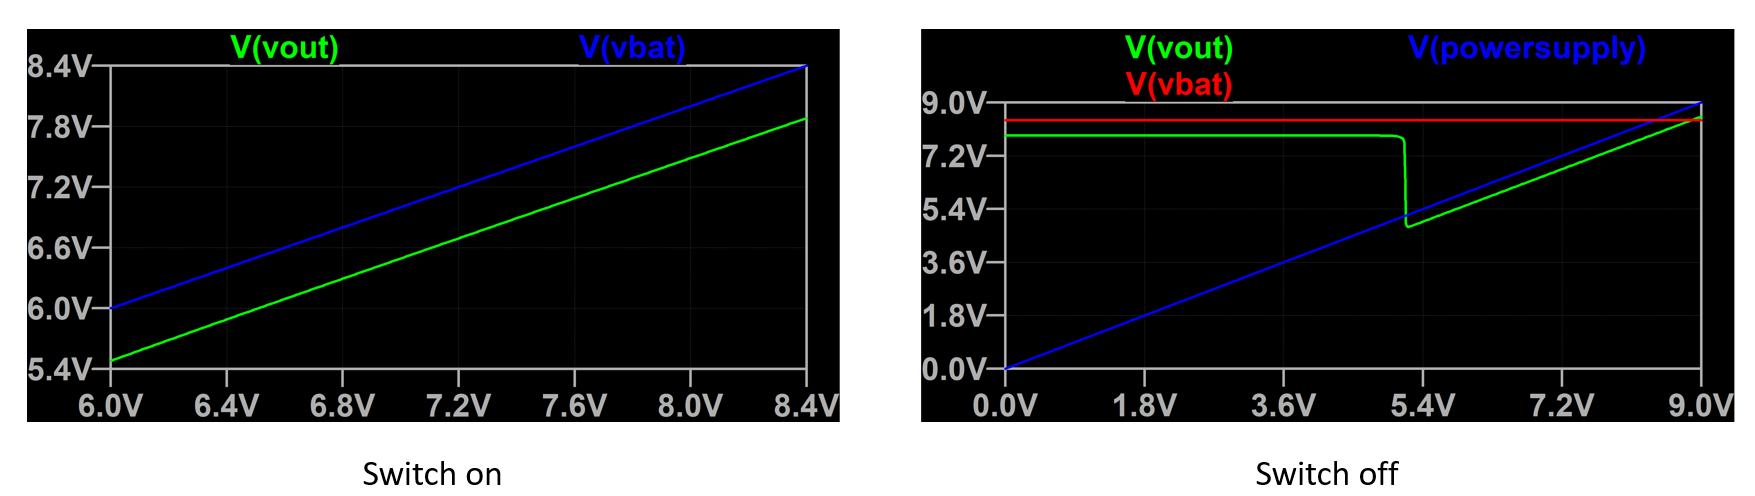 V(vout) V(vbat)
8.4V
7.8V
7.2V
6.6V
6.0V
5.4V
6.0V 6.4V 6.8V 7.2V 7.6V 8.0V 8.4V
Switch on
V(vout) V(powersupply)
V(vbat)
9.0V
7.2V
5.4V
3.6V
1.8V
0.0V
0.0V 1.8V 3.6V 5.4V 7.2V 9.0V
Switch off